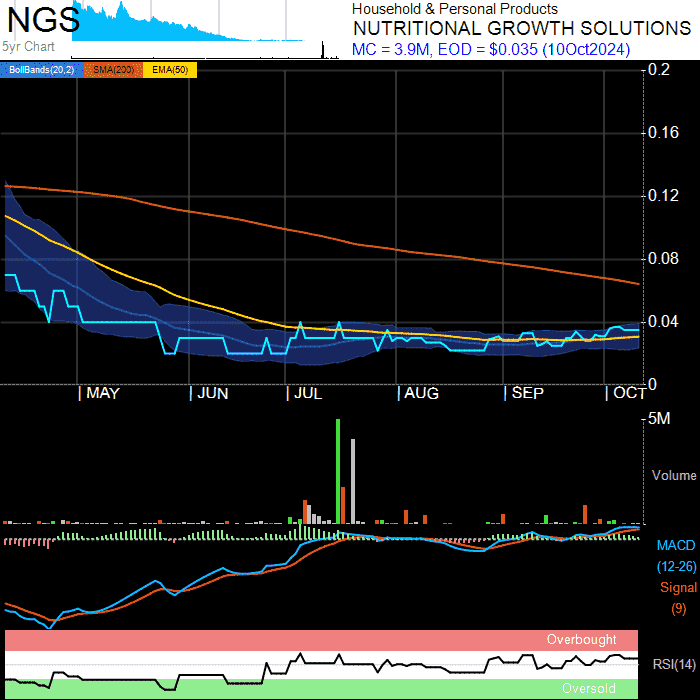 NGS
5yr Chart
Household & Personal Products
NUTRITIONAL GROWTH SOLUTIONS
MC = 3.9M, EOD = $0.035 (10Oct2024)
BollBands(20,2) SMA(200) EMA(50)
0.2
0.16
0.12
0.08
0.04
0
MAY JUN JUL AUG SEP OCT
5M
Volume
MACD
(12-26)
Signal
(9)
Overbought
RSI(14)
Oversold